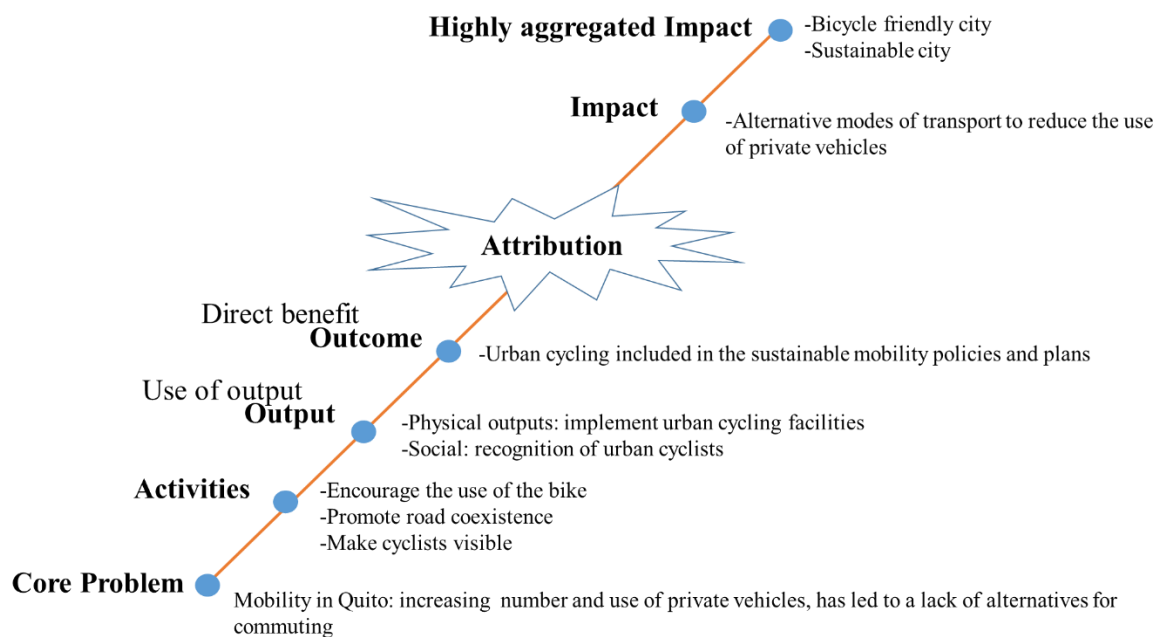 Highly aggregated Impact
-Bicycle friendly city
-Sustainable city
Impact
-Alternative modes of transport to reduce the use
of private vehicles
Attribution
Direct benefit
Outcome
-Urban cycling included in the sustainable mobility policies and plans
Use of output
Output
-Physical outputs: implement urban cycling facilities
-Social: recognition of urban cyclists
Activities
-Encourage the use of the bike
-Promote road coexistence
-Make cyclists visible
Core Problem
Mobility in Quito: increasing number and use of private vehicles, has led to a lack of alternatives for
commuting